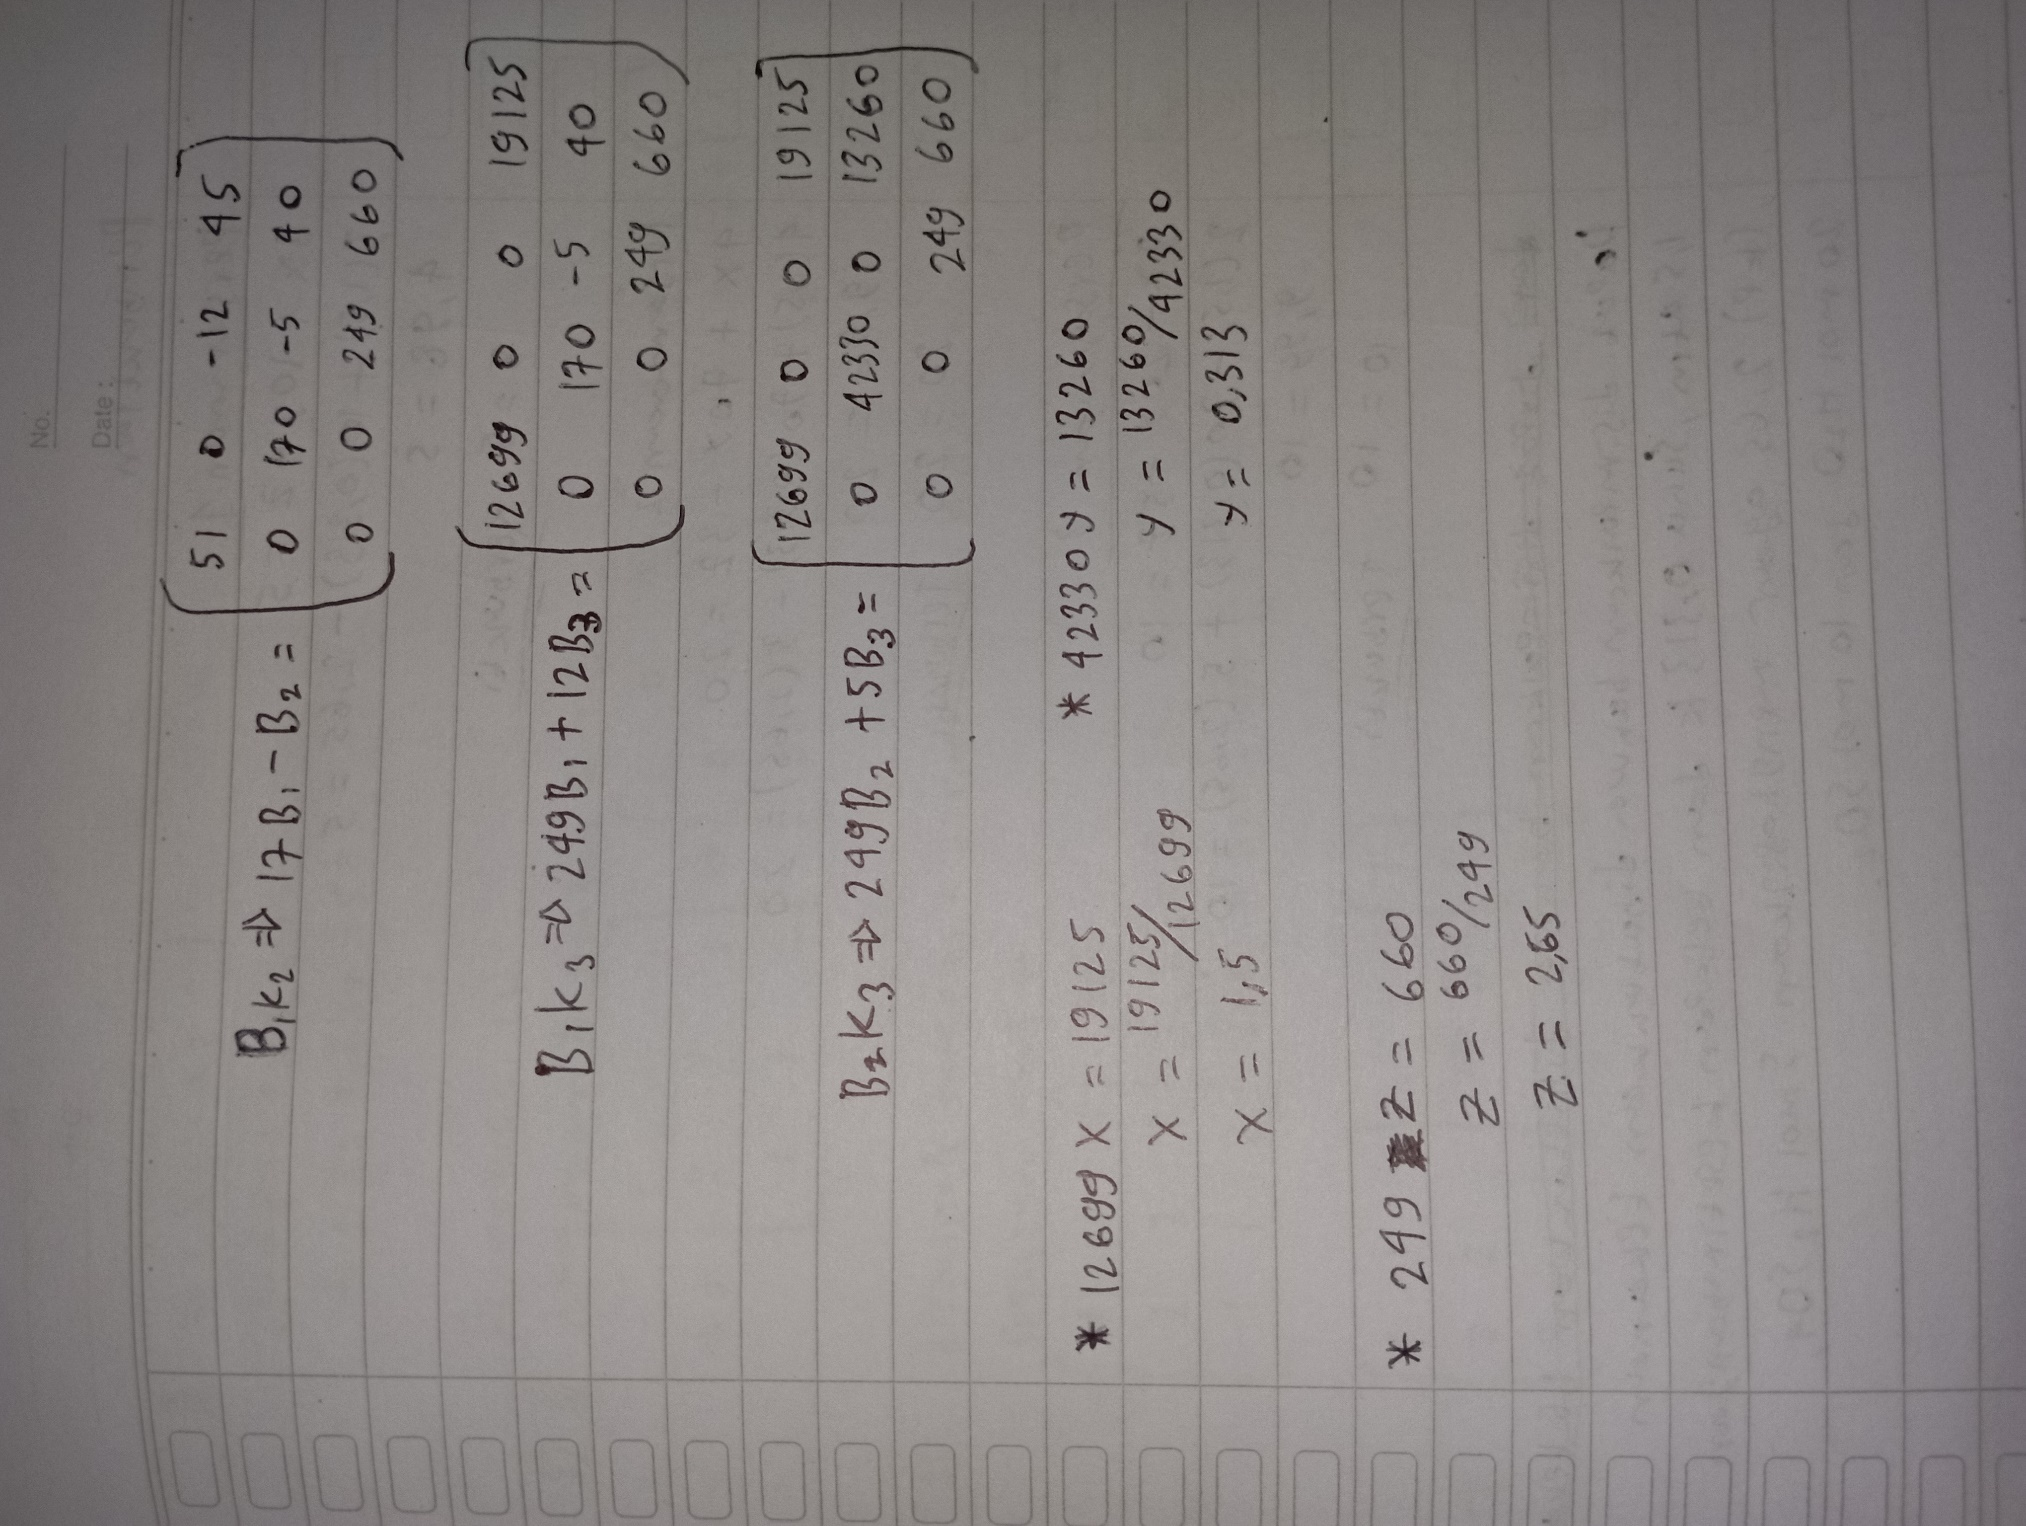 No.
Date:
51 0 -12 45
B₁K₂ ⇒ 17B₁ - B₂ = 0 170 -5 40
0 0 249 660
12699 0 0 19125
B₁K₃ ⇒ 249B₁ + 12B₃ = 0 170 -5 40
0 0 249 660
12699 0 0 19125
B₂K₃ ⇒ 249B₂ + 5B₃ = 0 42330 0 13260
0 0 249 660
* 12699 x = 19125 * 42330 y = 13260
x = 19125/12699 y = 13260/42330
x = 1,5 y = 0,313
* 249 z = 660
z = 660/249
z = 2,65